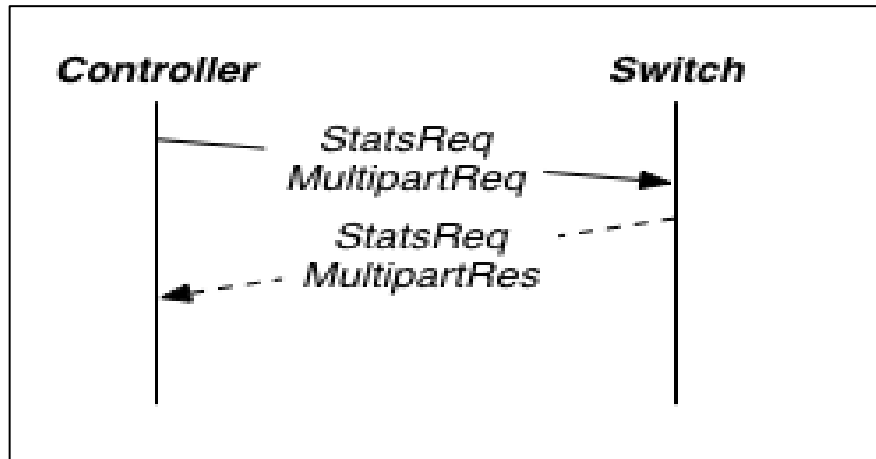 Controller
Switch
StatsReq
MultipartReq
StatsReq
MultipartRes